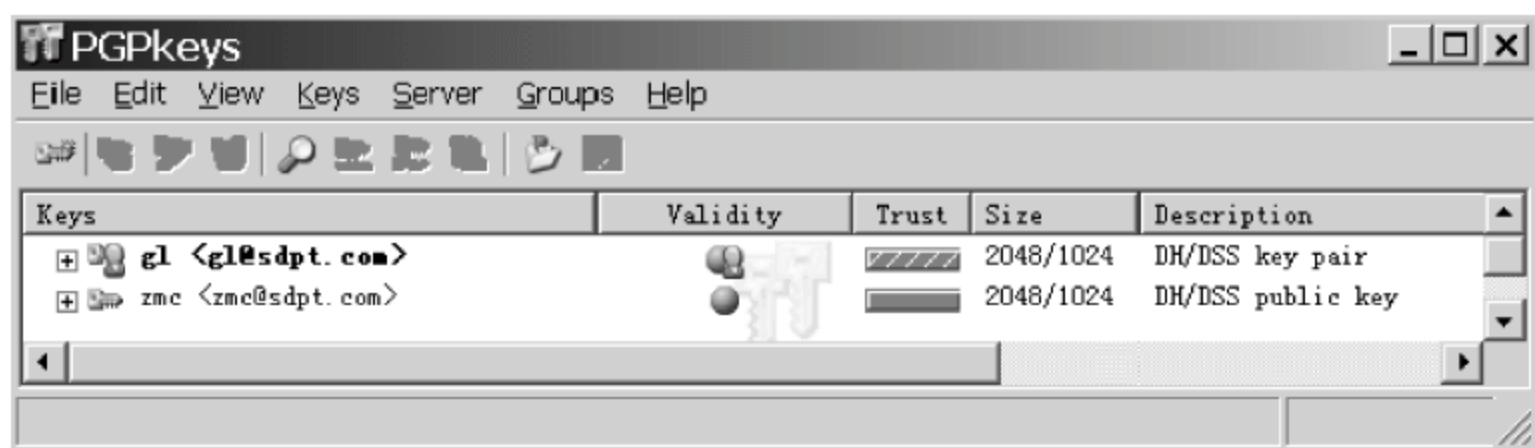 PGPkeys
File Edit View Keys Server Groups Help
Keys Validity Trust Size Description
gl <gl@sdpt.com> 2048/1024 DH/DSS key pair
zmc <zmc@sdpt.com> 2048/1024 DH/DSS public key